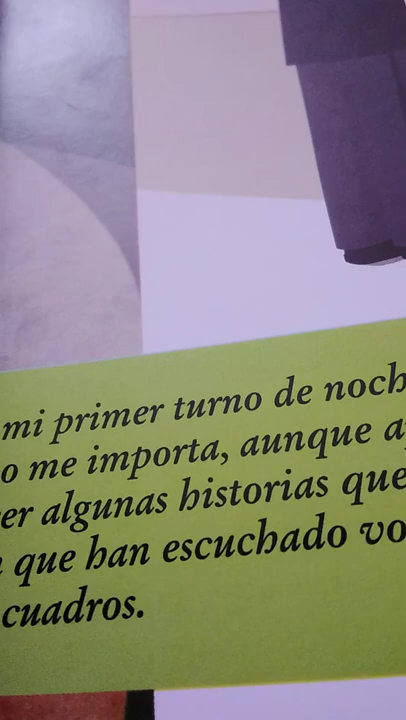 mi primer turno de noch
o me importa, aunque a
er algunas historias que
que han escuchado vo
cuadros.